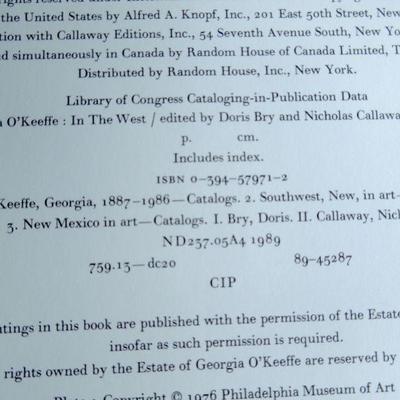 the United States by Alfred A. Knopf, Inc., 201 East 50th Street, New
tion with Callaway Editions, Inc., 54 Seventh Avenue South, New Yo
d simultaneously in Canada by Random House of Canada Limited, T
Distributed by Random House, Inc., New York.
Library of Congress Cataloging-in-Publication Data
a O'Keeffe : In The West / edited by Doris Bry and Nicholas Callawa
p. cm.
Includes index.
ISBN 0-394-57971-2
Keeffe, Georgia, 1887-1986—Catalogs. 2. Southwest, New, in art—
3. New Mexico in art—Catalogs. I. Bry, Doris. II. Callaway, Nich
ND237.05A4 1989
759.13—dc20 89-45287
CIP
ntings in this book are published with the permission of the Estate
insofar as such permission is required.
rights owned by the Estate of Georgia O'Keeffe are reserved by
Copyright © 1976 Philadelphia Museum of Art